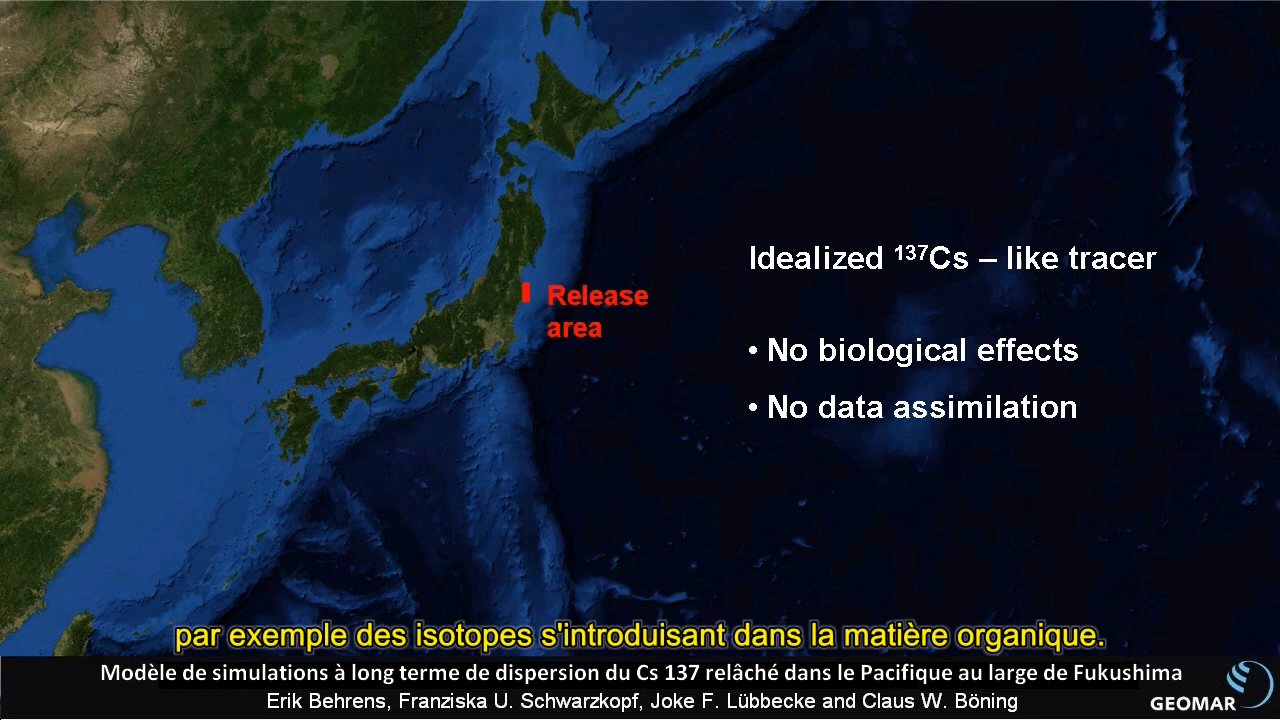 Idealized ¹³⁷Cs – like tracer
Release
area
• No biological effects
• No data assimilation
par exemple des isotopes s'introduisant dans la matière organique.
Modèle de simulations à long terme de dispersion du Cs 137 relâché dans le Pacifique au large de Fukushima
Erik Behrens, Franziska U. Schwarzkopf, Joke F. Lübbecke and Claus W. Böning
GEOMAR